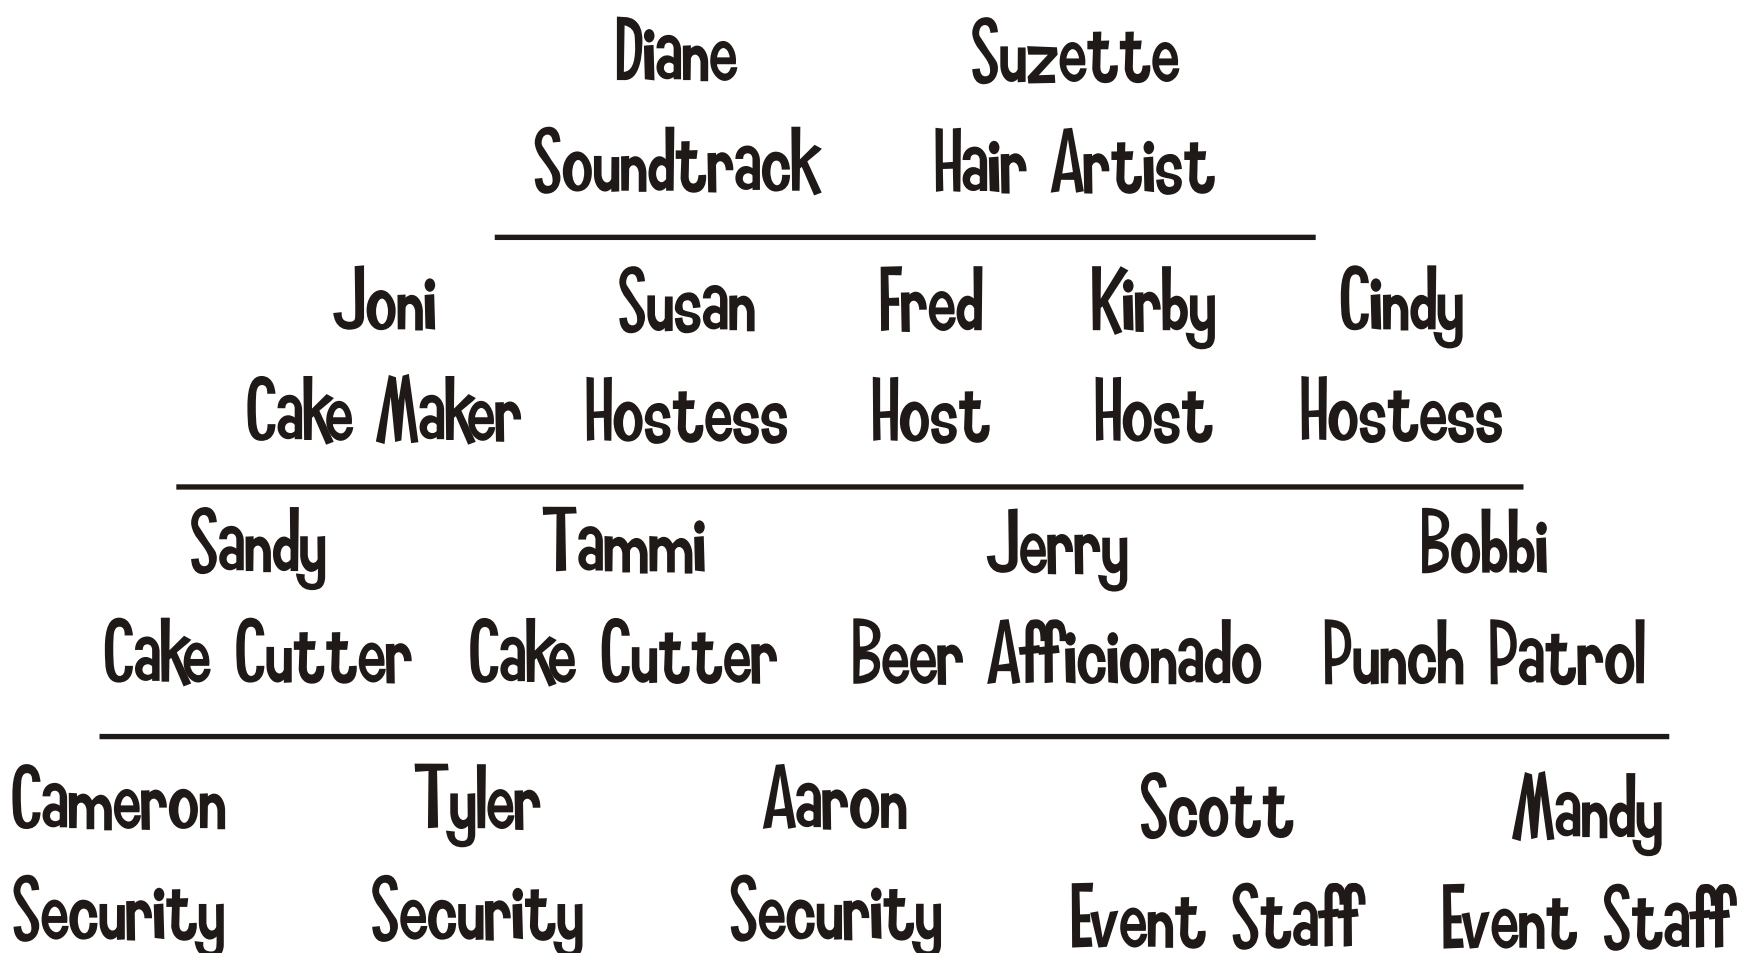 Diane Suzette
Soundtrack Hair Artist
Joni Susan Fred Kirby Cindy
Cake Maker Hostess Host Host Hostess
Sandy Tammi Jerry Bobbi
Cake Cutter Cake Cutter Beer Afficionado Punch Patrol
Cameron Tyler Aaron Scott Mandy
Security Security Security Event Staff Event Staff